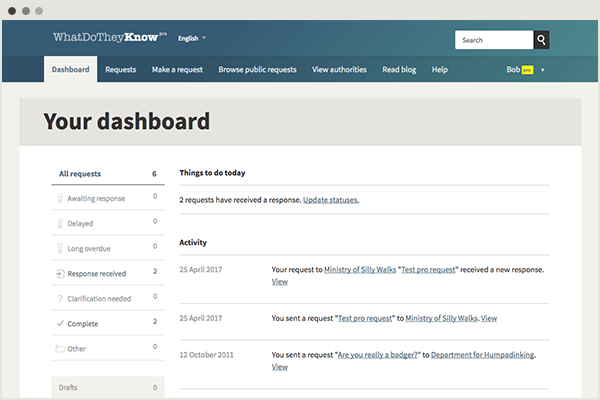 WhatDoTheyKnow pro English Search
Dashboard Requests Make a request Browse public requests View authorities Read blog Help Bob pro
Your dashboard
All requests 6
Awaiting response 0
Delayed 0
Long overdue 0
Response received 2
Clarification needed 0
Complete 2
Other 0
Drafts 0
Things to do today
2 requests have received a response. Update statuses.
Activity
25 April 2017 Your request to Ministry of Silly Walks "Test pro request" received a new response.
View
25 April 2017 You sent a request "Test pro request" to Ministry of Silly Walks. View
12 October 2011 You sent a request "Are you really a badger?" to Department for Humpadinking.
View